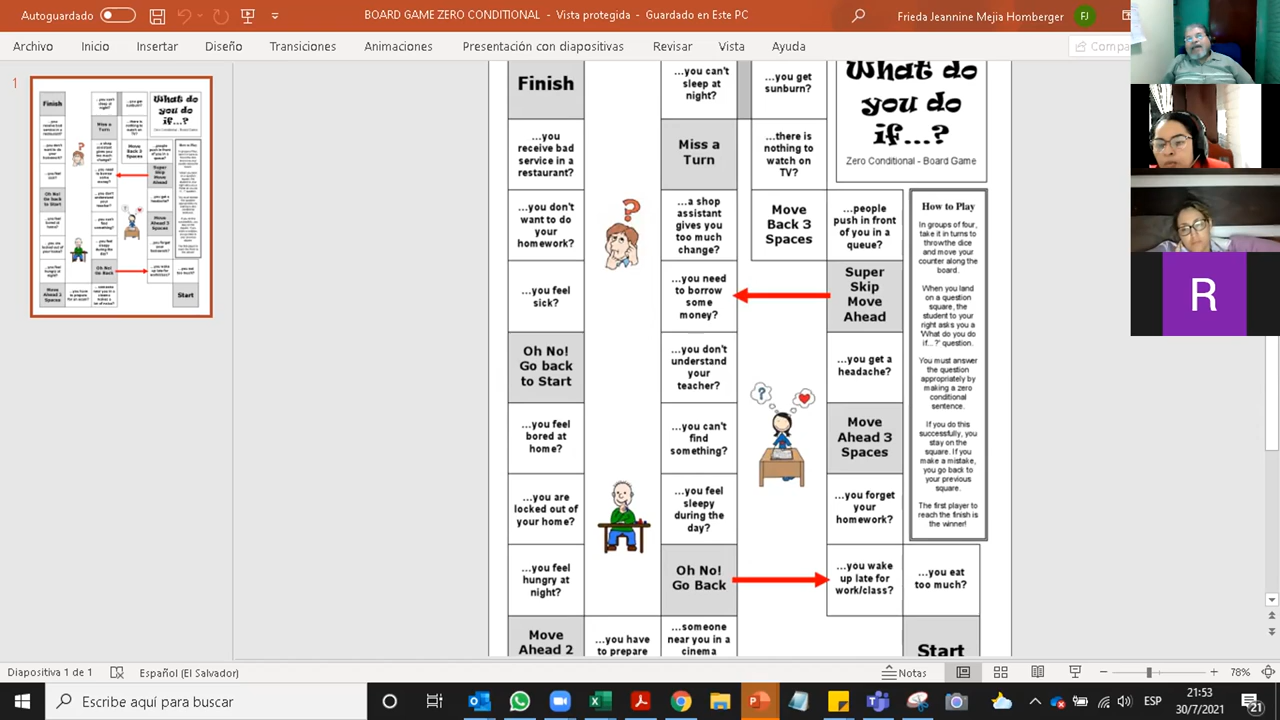 Autoguardado
BOARD GAME ZERO CONDITIONAL - Vista protegida - Guardado en Este PC
Frieda Jeannine Mejia Homberger
FJ
Archivo
Inicio
Insertar
Diseño
Transiciones
Animaciones
Presentación con diapositivas
Revisar
Vista
Ayuda
1
Finish
...you can't
sleep at
night?
...you get
sunburn?
What do
you do
if...?
Zero Conditional - Board Game
...you
receive bad
service in a
restaurant?
Miss a
Turn
...there is
nothing to
watch on
TV?
...you don't
want to do
your
homework?
...a shop
assistant
gives you
too much
change?
Move
Back 3
Spaces
...people
push in front
of you in a
queue?
How to Play
In groups of four,
take it in turns to
throw the dice
and move your
counter along the
board.
When you land
on a question
square, the
student to your
right asks you a
'What do you do
if...?' question.
You must answer
the question
appropriately by
making a zero
conditional
sentence.
If you do this
successfully, you
stay on the
square. If you
make a mistake,
you go back to
your previous
square.
The first player to
reach the finish is
the winner!
...you feel
sick?
...you need
to borrow
some
money?
Super
Skip
Move
Ahead
Oh No!
Go back
to Start
...you don't
understand
your
teacher?
...you get a
headache?
...you feel
bored at
home?
...you can't
find
something?
Move
Ahead 3
Spaces
...you are
locked out of
your home?
...you feel
sleepy
during the
day?
...you forget
your
homework?
...you feel
hungry at
night?
Oh No!
Go Back
...you wake
up late for
work/class?
...you eat
too much?
Move
Ahead 2
...you have
to prepare
...someone
near you in a
cinema
Start
R
Diapositiva 1 de 1
Español (El Salvador)
Notas
78%
Escribe aquí para buscar
ESP
21:53
30/7/2021
21